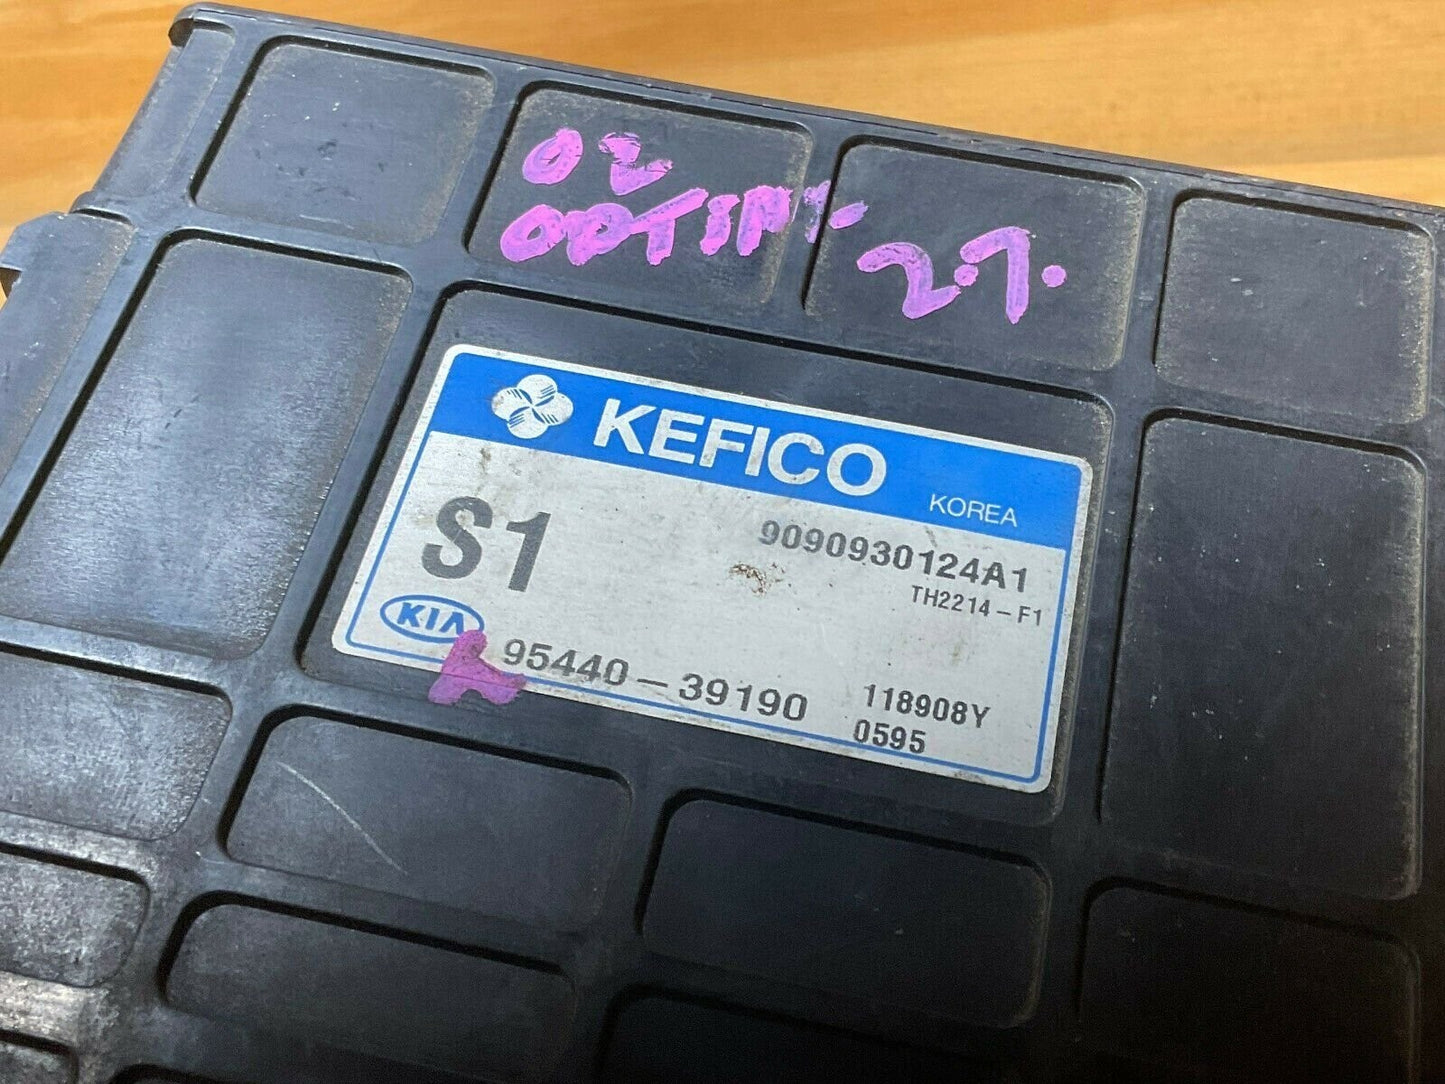 02
OPTIMA
2.7.
KEFICO
KOREA
S1
9090930124A1
TH2214-F1
KIA
95440-39190
118908Y
0595